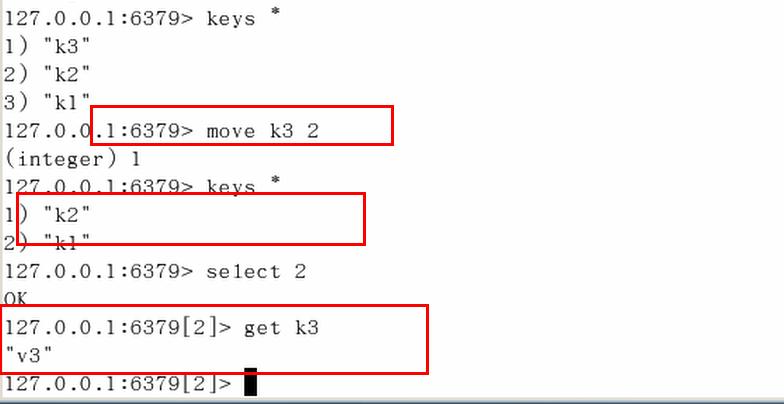 127.0.0.1:6379> keys *
1) "k3"
2) "k2"
3) "k1"
127.0.0.1:6379> move k3 2
(integer) 1
127.0.0.1:6379> keys *
1) "k2"
2) "k1"
127.0.0.1:6379> select 2
OK
127.0.0.1:6379[2]> get k3
"v3"
127.0.0.1:6379[2]>